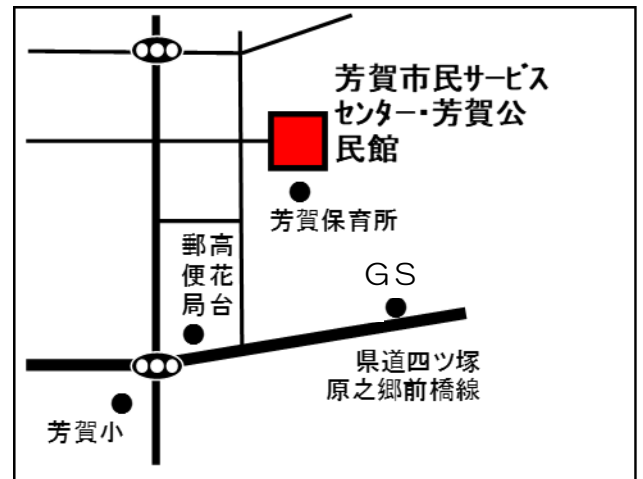 芳賀市民サービス
センター・芳賀公
民館
芳賀保育所
高花台
郵便局
GS
県道四ツ塚
原之郷前橋線
芳賀小